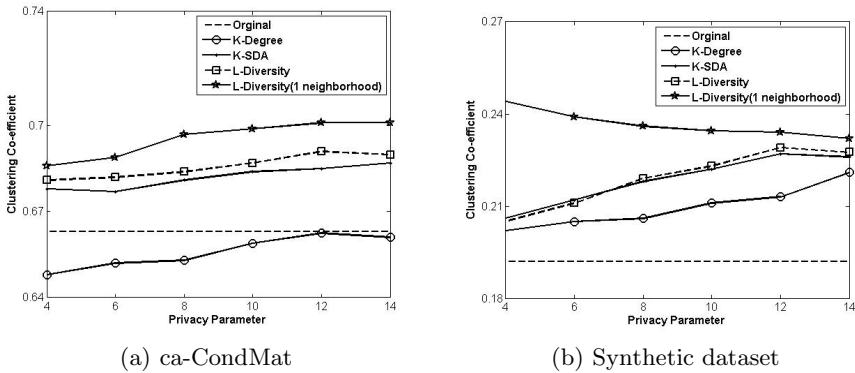 0.74
0.7
0.67
0.64
Clustering Co-efficient
Orginal
K-Degree
K-SDA
L-Diversity
L-Diversity(1 neighborhood)
4 6 8 10 12 14
Privacy Parameter
(a) ca-CondMat
0.27
0.24
0.21
0.18
Clustering Co-efficient
Orginal
K-Degree
K-SDA
L-Diversity
L-Diversity(1 neighborhood)
4 6 8 10 12 14
Privacy Parameter
(b) Synthetic dataset